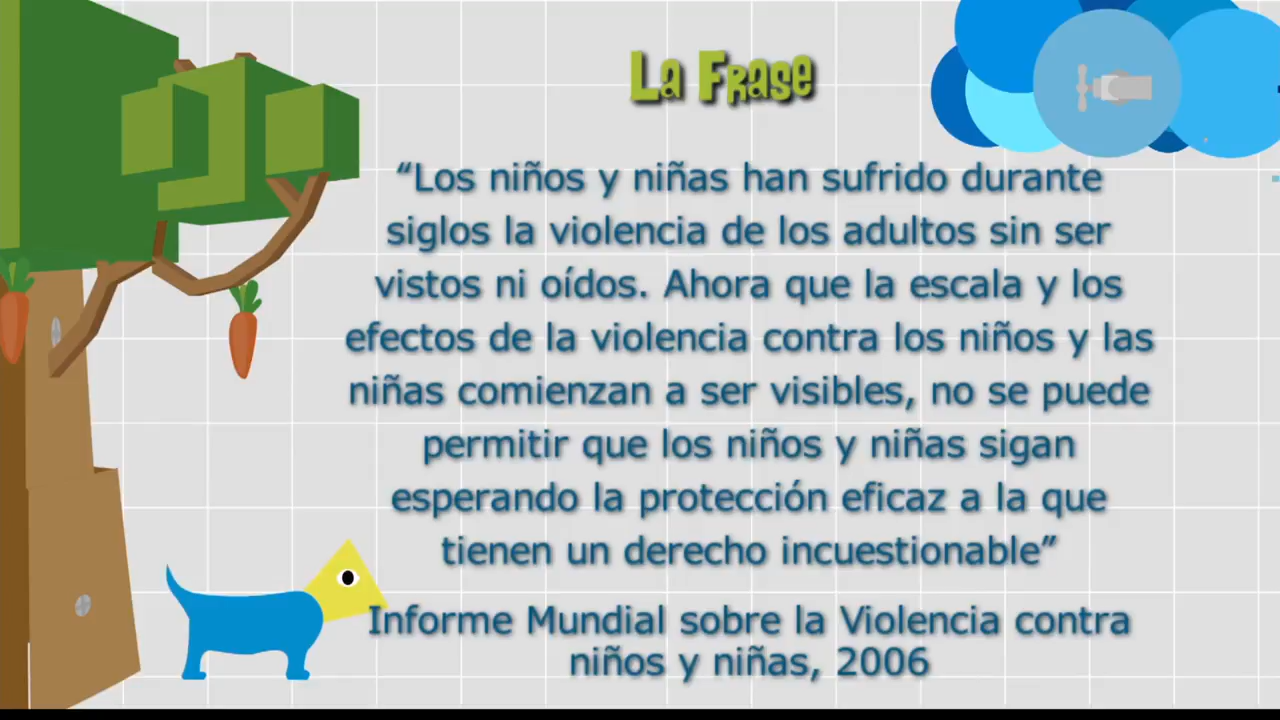 La Frase
“Los niños y niñas han sufrido durante
siglos la violencia de los adultos sin ser
vistos ni oídos. Ahora que la escala y los
efectos de la violencia contra los niños y las
niñas comienzan a ser visibles, no se puede
permitir que los niños y niñas sigan
esperando la protección eficaz a la que
tienen un derecho incuestionable”
Informe Mundial sobre la Violencia contra
niños y niñas, 2006